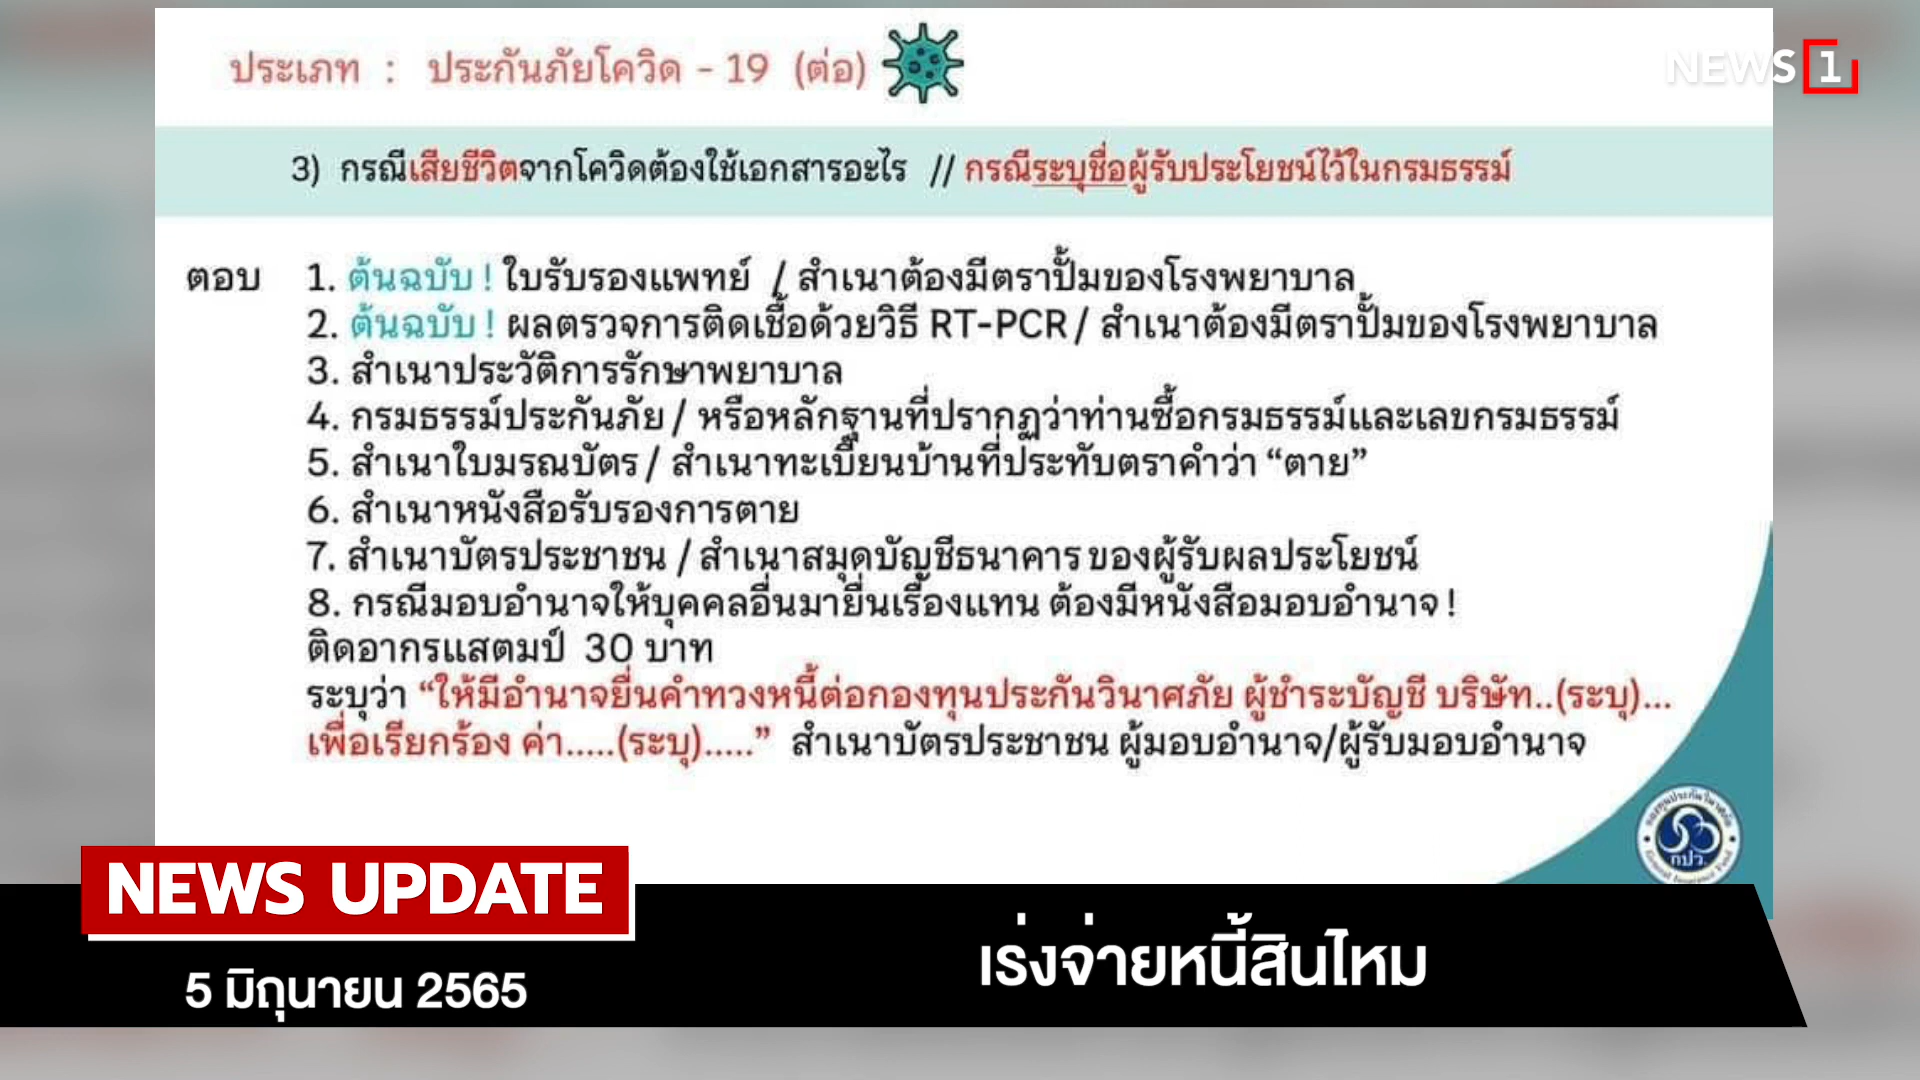 ประเภท : ประกันภัยโควิด - 19 (ต่อ)
NEWS 1
3) กรณีเสียชีวิตจากโควิดต้องใช้เอกสารอะไร // กรณีระบุชื่อผู้รับประโยชน์ไว้ในกรมธรรม์
ตอบ 1. ต้นฉบับ ! ใบรับรองแพทย์ / สำเนาต้องมีตราปั้มของโรงพยาบาล
2. ต้นฉบับ ! ผลตรวจการติดเชื้อด้วยวิธี RT-PCR / สำเนาต้องมีตราปั้มของโรงพยาบาล
3. สำเนาประวัติการรักษาพยาบาล
4. กรมธรรม์ประกันภัย / หรือหลักฐานที่ปรากฏว่าท่านซื้อกรมธรรม์และเลขกรมธรรม์
5. สำเนาใบมรณบัตร / สำเนาทะเบียนบ้านที่ประทับตราคำว่า “ตาย”
6. สำเนาหนังสือรับรองการตาย
7. สำเนาบัตรประชาชน / สำเนาสมุดบัญชีธนาคาร ของผู้รับผลประโยชน์
8. กรณีมอบอำนาจให้บุคคลอื่นมายื่นเรื่องแทน ต้องมีหนังสือมอบอำนาจ !
ติดอากรแสตมป์ 30 บาท
ระบุว่า “ให้มีอำนาจยื่นคำทวงหนี้ต่อกองทุนประกันวินาศภัย ผู้ชำระบัญชี บริษัท..(ระบุ)...
เพื่อเรียกร้อง ค่า.....(ระบุ).....” สำเนาบัตรประชาชน ผู้มอบอำนาจ/ผู้รับมอบอำนาจ
กองทุนประกันวินาศภัย
กปว.
General Insurance Fund
NEWS UPDATE
เร่งจ่ายหนี้สินไหม
5 มิถุนายน 2565